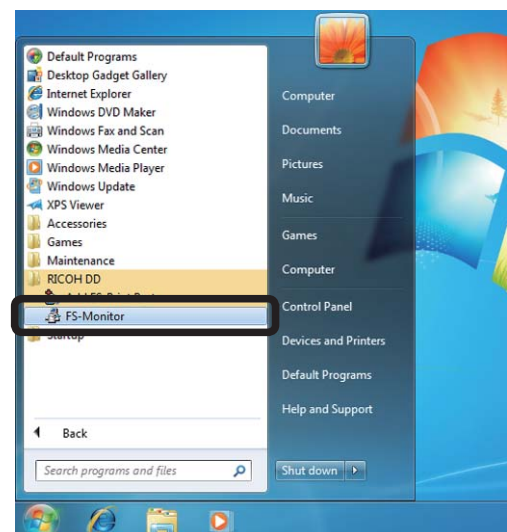 Default Programs
Desktop Gadget Gallery
Internet Explorer
Windows DVD Maker
Windows Fax and Scan
Windows Media Center
Windows Media Player
Windows Update
XPS Viewer
Accessories
Games
Maintenance
RICOH DD
FS-Monitor
Startup
Back
Search programs and files
Computer
Documents
Pictures
Music
Games
Computer
Control Panel
Devices and Printers
Default Programs
Help and Support
Shut down